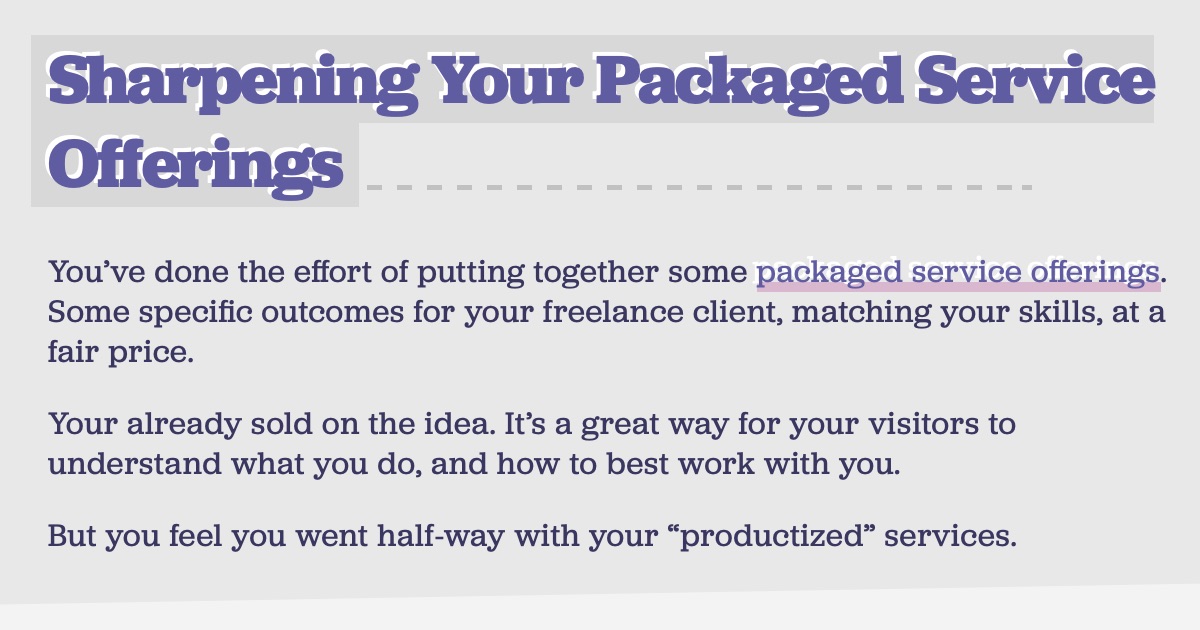 Sharpening Your Packaged Service
Offerings
You’ve done the effort of putting together some packaged service offerings.
Some specific outcomes for your freelance client, matching your skills, at a
fair price.
Your already sold on the idea. It’s a great way for your visitors to
understand what you do, and how to best work with you.
But you feel you went half-way with your “productized” services.